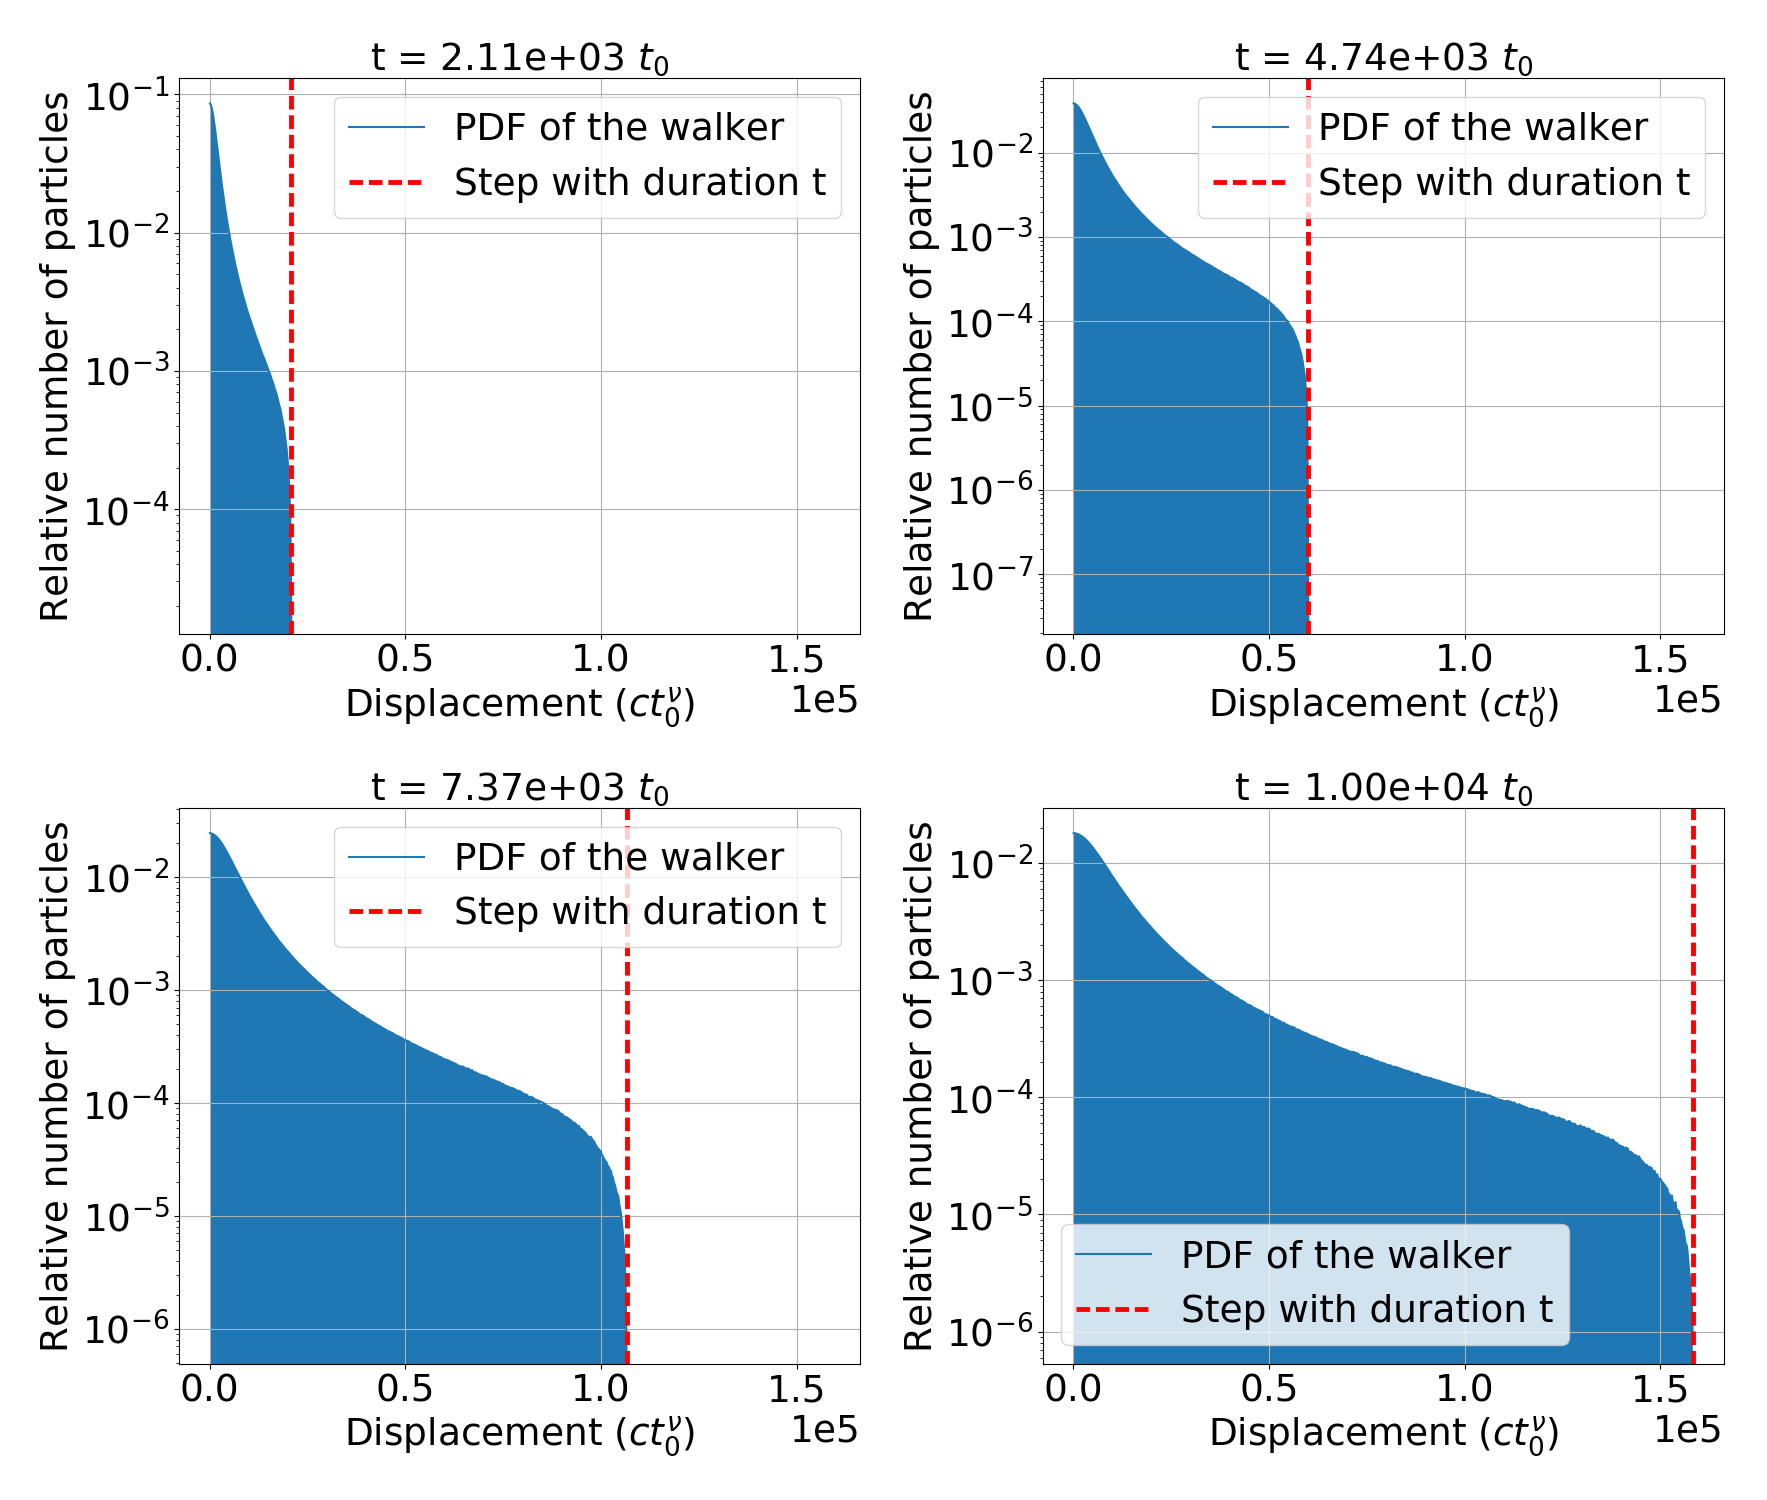 t = 2.11e+03 t₀
Relative number of particles
10⁻¹
10⁻²
10⁻³
10⁻⁴
PDF of the walker
Step with duration t
0.0 0.5 1.0 1.5
1e5
Displacement (ct₀^ν)
t = 4.74e+03 t₀
Relative number of particles
10⁻²
10⁻³
10⁻⁴
10⁻⁵
10⁻⁶
10⁻⁷
PDF of the walker
Step with duration t
0.0 0.5 1.0 1.5
1e5
Displacement (ct₀^ν)
t = 7.37e+03 t₀
Relative number of particles
10⁻²
10⁻³
10⁻⁴
10⁻⁵
10⁻⁶
PDF of the walker
Step with duration t
0.0 0.5 1.0 1.5
1e5
Displacement (ct₀^ν)
t = 1.00e+04 t₀
Relative number of particles
10⁻²
10⁻³
10⁻⁴
10⁻⁵
10⁻⁶
PDF of the walker
Step with duration t
0.0 0.5 1.0 1.5
1e5
Displacement (ct₀^ν)